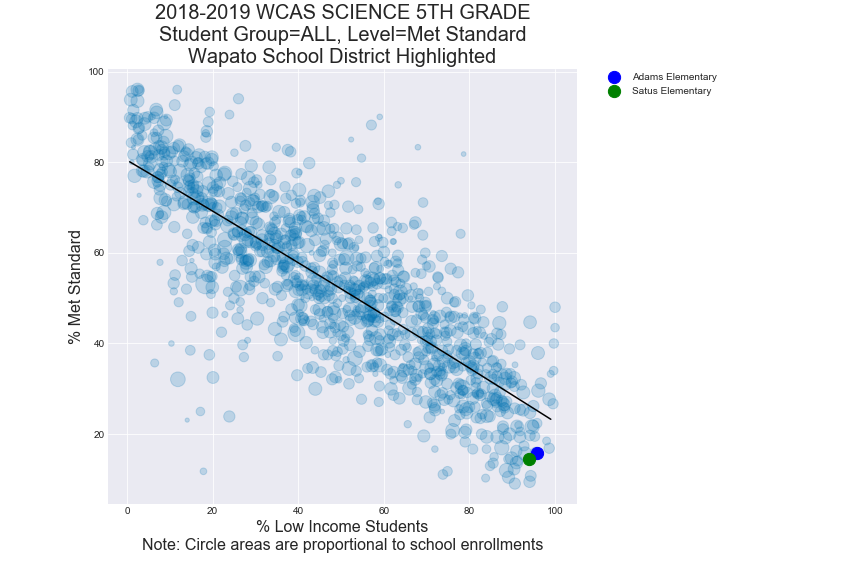 2018-2019 WCAS SCIENCE 5TH GRADE
Student Group=ALL, Level=Met Standard
Wapato School District Highlighted
100
80
60
40
20
% Met Standard
0
20
40
60
80
100
% Low Income Students
Note: Circle areas are proportional to school enrollments
Adams Elementary
Satus Elementary